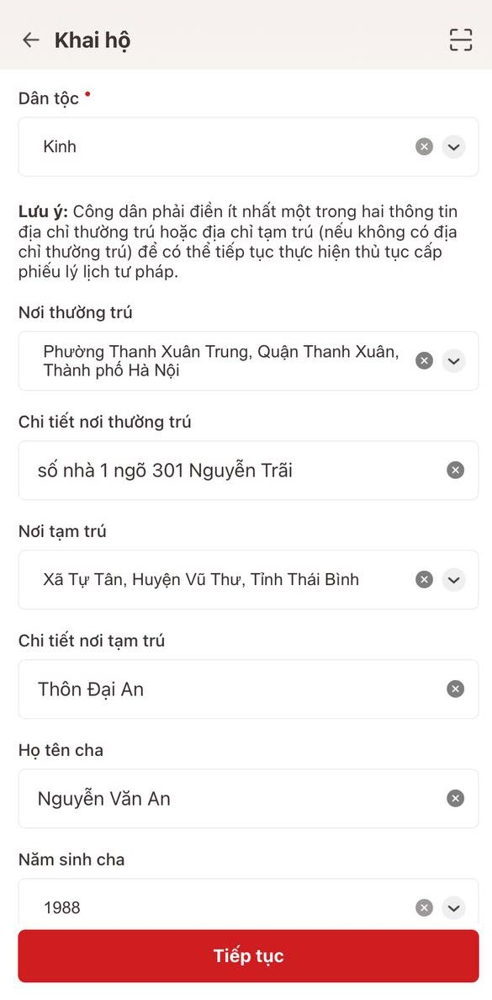 Khai hộ
Dân tộc •
Kinh
Lưu ý: Công dân phải điền ít nhất một trong hai thông tin
địa chỉ thường trú hoặc địa chỉ tạm trú (nếu không có địa
chỉ thường trú) để có thể tiếp tục thực hiện thủ tục cấp
phiếu lý lịch tư pháp.
Nơi thường trú
Phường Thanh Xuân Trung, Quận Thanh Xuân,
Thành phố Hà Nội
Chi tiết nơi thường trú
số nhà 1 ngõ 301 Nguyễn Trãi
Nơi tạm trú
Xã Tự Tân, Huyện Vũ Thư, Tỉnh Thái Bình
Chi tiết nơi tạm trú
Thôn Đại An
Họ tên cha
Nguyễn Văn An
Năm sinh cha
1988
Tiếp tục